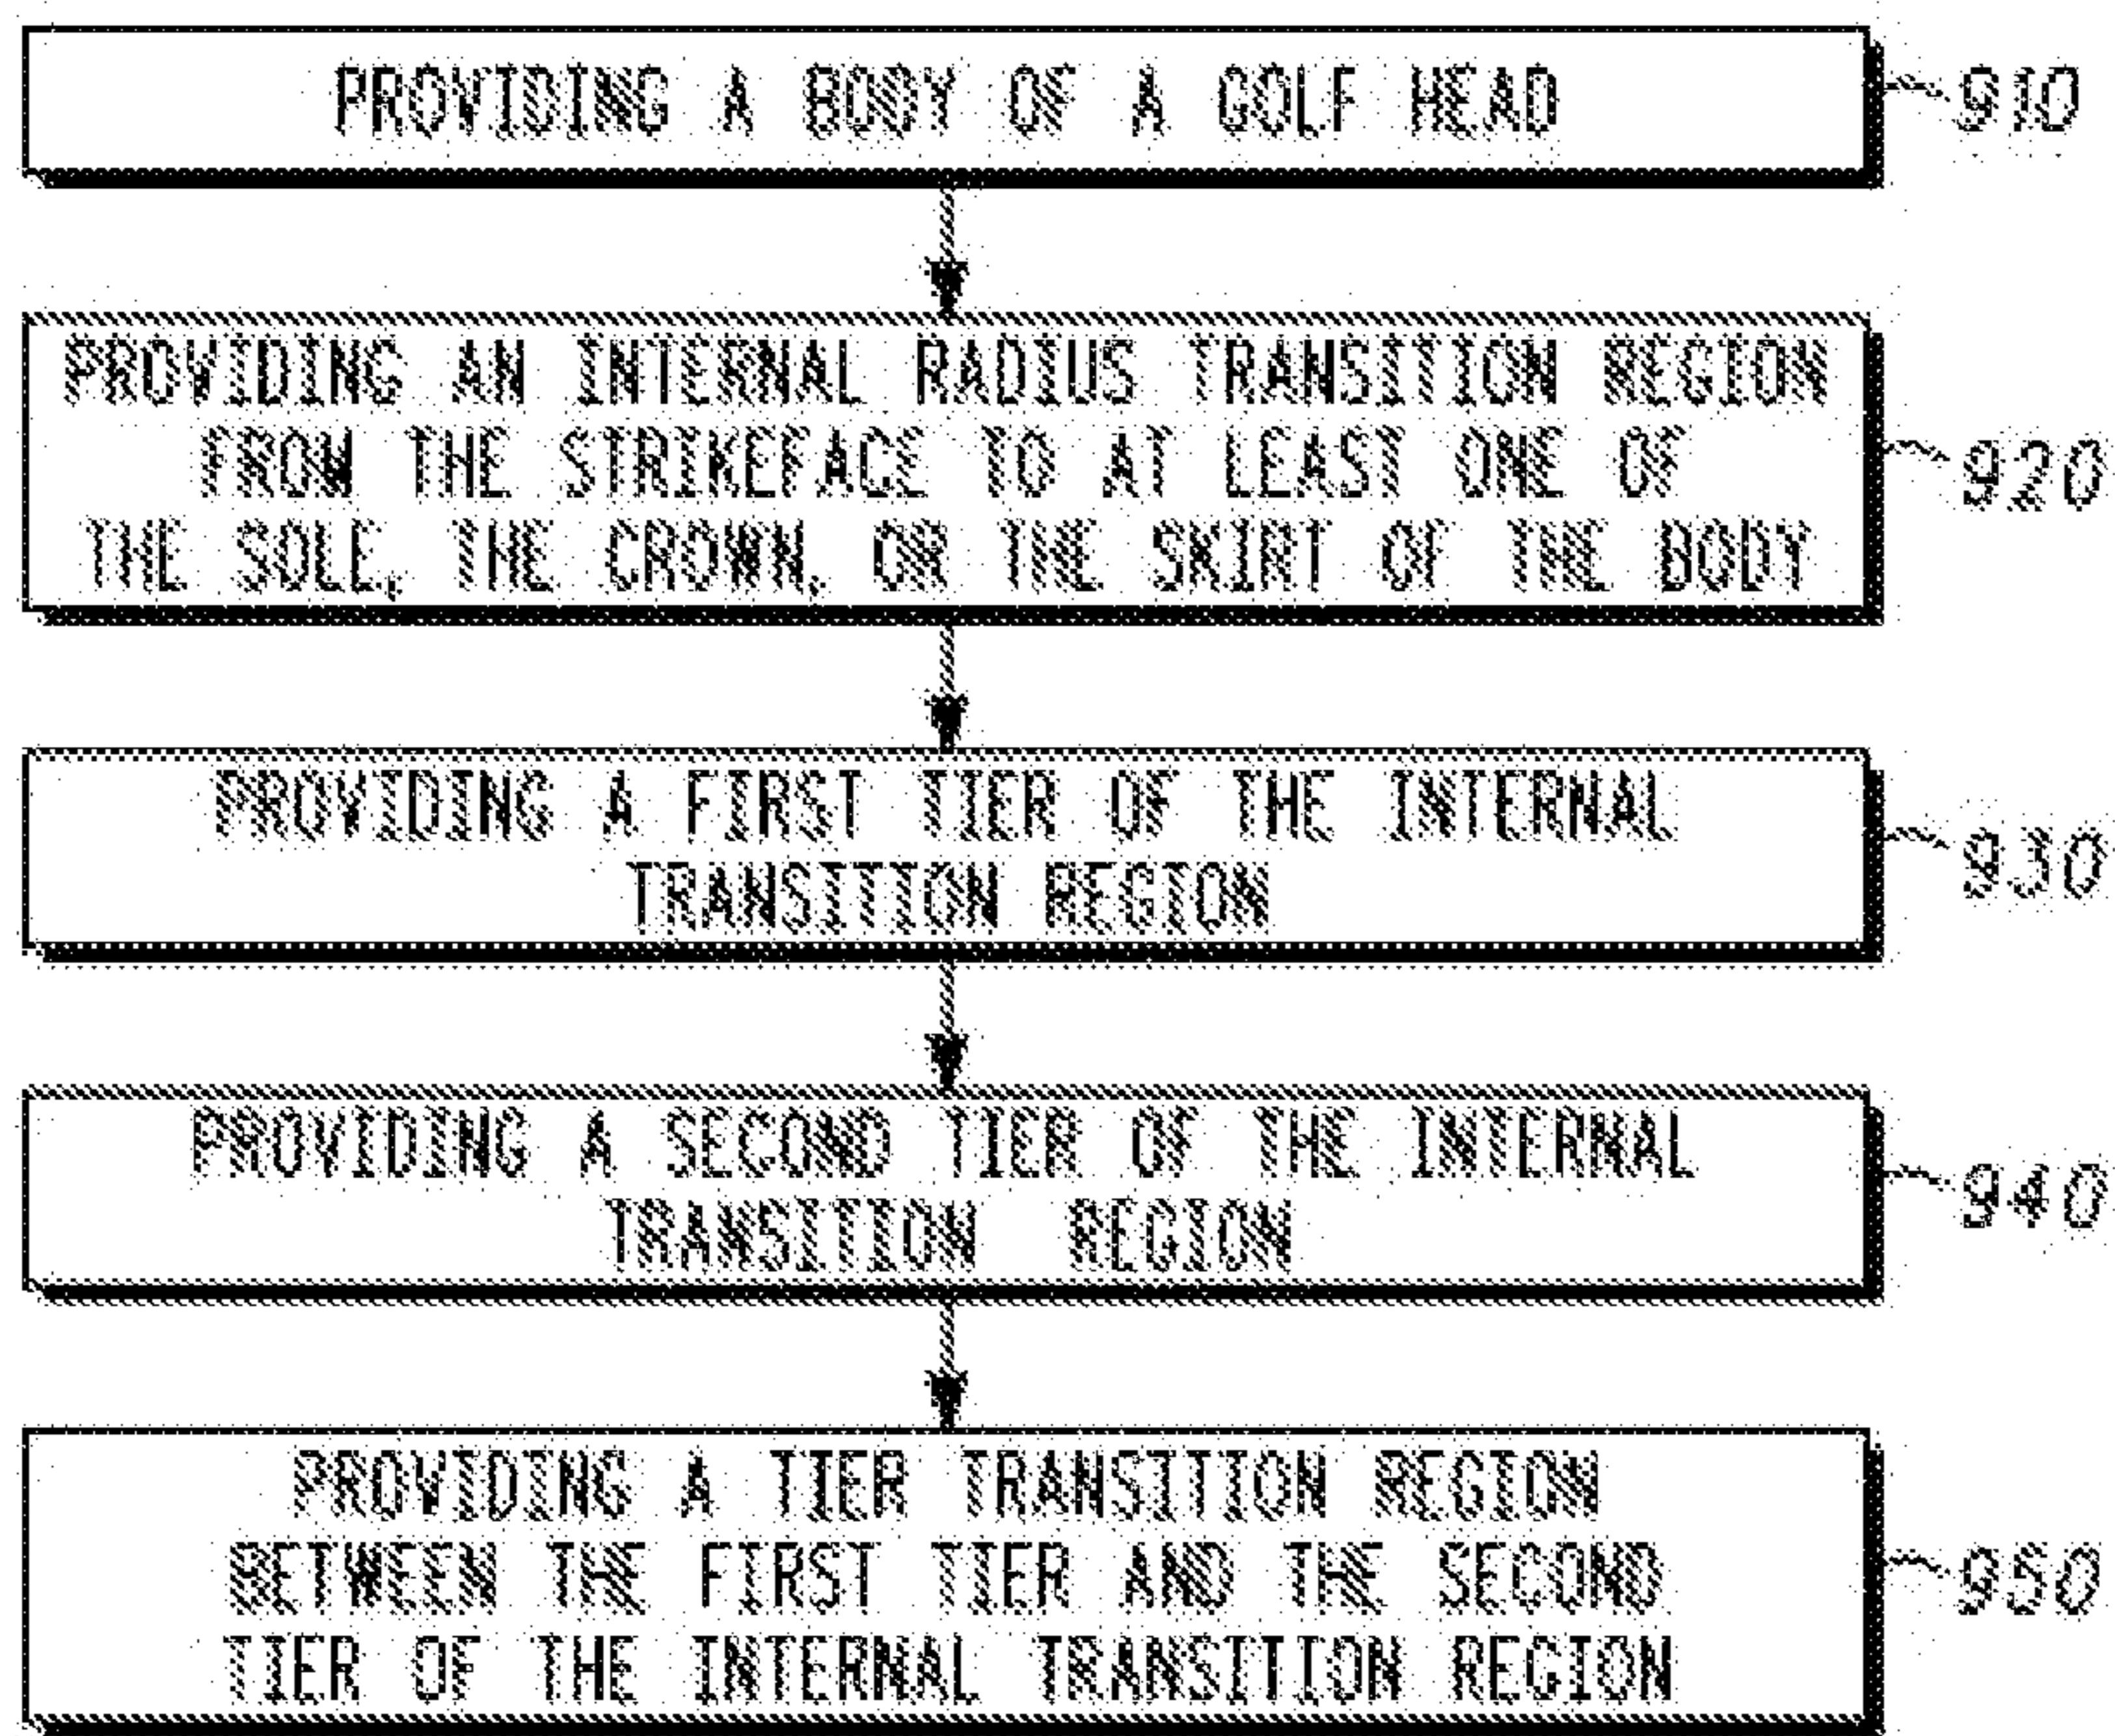 PROVIDING A BODY OF A GOLF HEAD
910
PROVIDING AN INTERNAL RADIUS TRANSITION REGION
FROM THE STRIKEFACE TO AT LEAST ONE OF
THE SOLE, THE CROWN, OR THE SKIRT OF THE BODY
920
PROVIDING A FIRST TIER OF THE INTERNAL
TRANSITION REGION
930
PROVIDING A SECOND TIER OF THE INTERNAL
TRANSITION REGION
940
PROVIDING A TIER TRANSITION REGION
BETWEEN THE FIRST TIER AND THE SECOND
TIER OF THE INTERNAL TRANSITION REGION
950